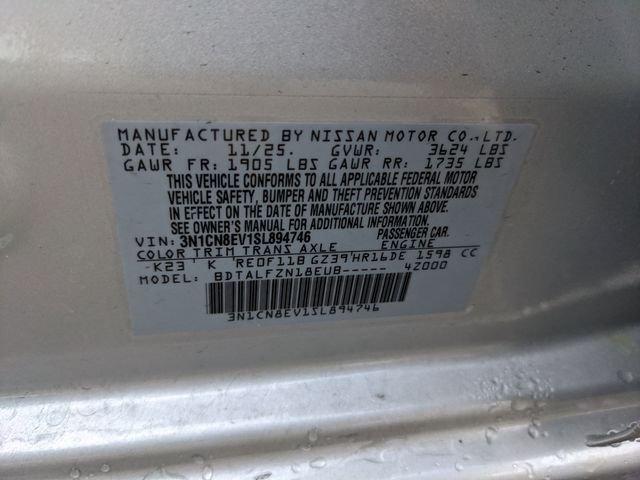 MANUFACTURED BY NISSAN MOTOR CO.,LTD.
DATE: 11/25. GVWR: 3624 LBS
GAWR FR: 1905 LBS GAWR RR: 1735 LBS
THIS VEHICLE CONFORMS TO ALL APPLICABLE FEDERAL MOTOR
VEHICLE SAFETY, BUMPER AND THEFT PREVENTION STANDARDS
IN EFFECT ON THE DATE OF MANUFACTURE SHOWN ABOVE.
SEE OWNER'S MANUAL FOR ADDITIONAL INFORMATION.
VIN: 3N1CN8EV1SL894746 PASSENGER CAR.
COLOR TRIM TRANS AXLE ENGINE
K23 K RE0F11B GZ39 HR16DE 1598 CC
MODEL: BDTALFZN18EUB----- 4Z000
3N1CN8EV1SL894746